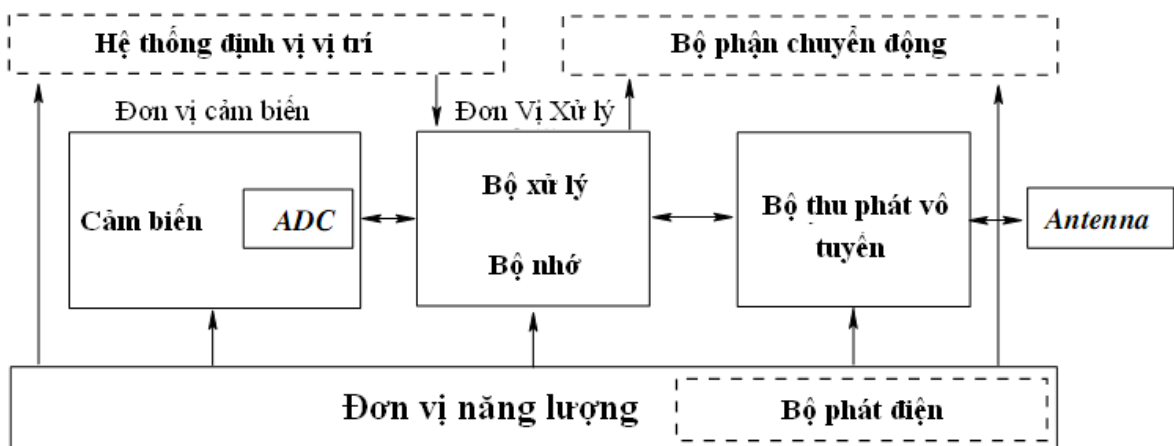 Hệ thống định vị vị trí
Bộ phận chuyển động
Đơn vị cảm biến
Đơn Vị Xử lý
Cảm biến
ADC
Bộ xử lý
Bộ nhớ
Bộ thu phát vô
tuyến
Antenna
Đơn vị năng lượng
Bộ phát điện